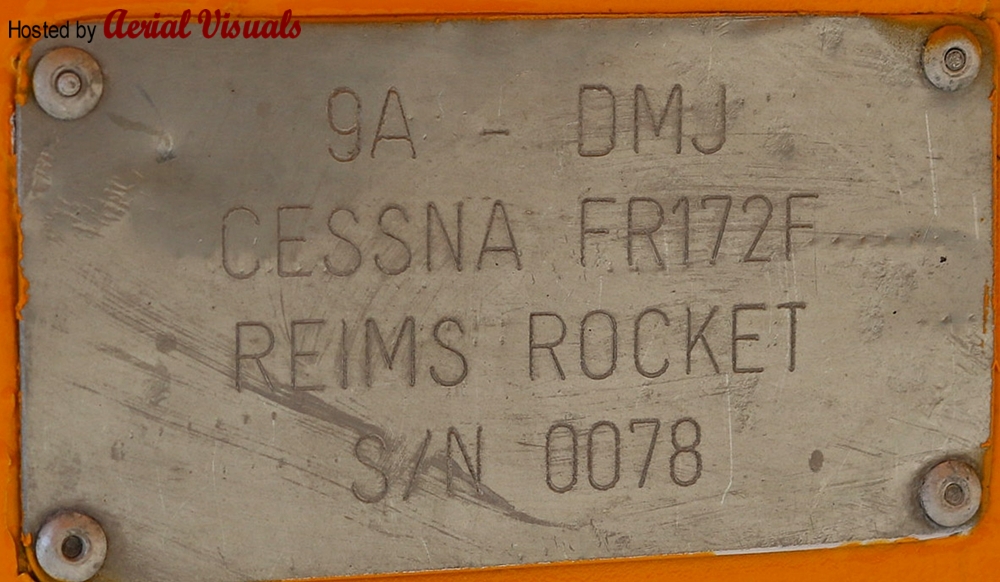 Hosted by Aerial Visuals
9A - DMJ
CESSNA FR172F
REIMS ROCKET
S/N 0078